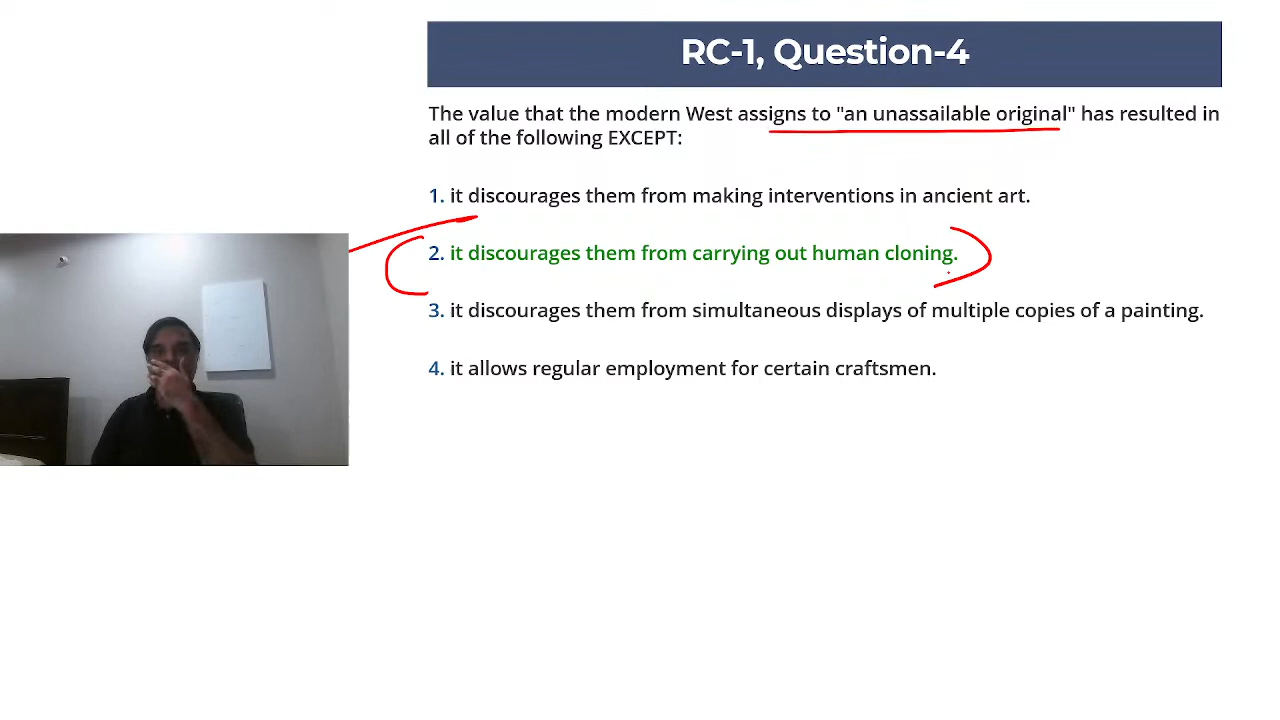 RC-1, Question-4
The value that the modern West assigns to "an unassailable original" has resulted in
all of the following EXCEPT:
1. it discourages them from making interventions in ancient art.
2. it discourages them from carrying out human cloning.
3. it discourages them from simultaneous displays of multiple copies of a painting.
4. it allows regular employment for certain craftsmen.